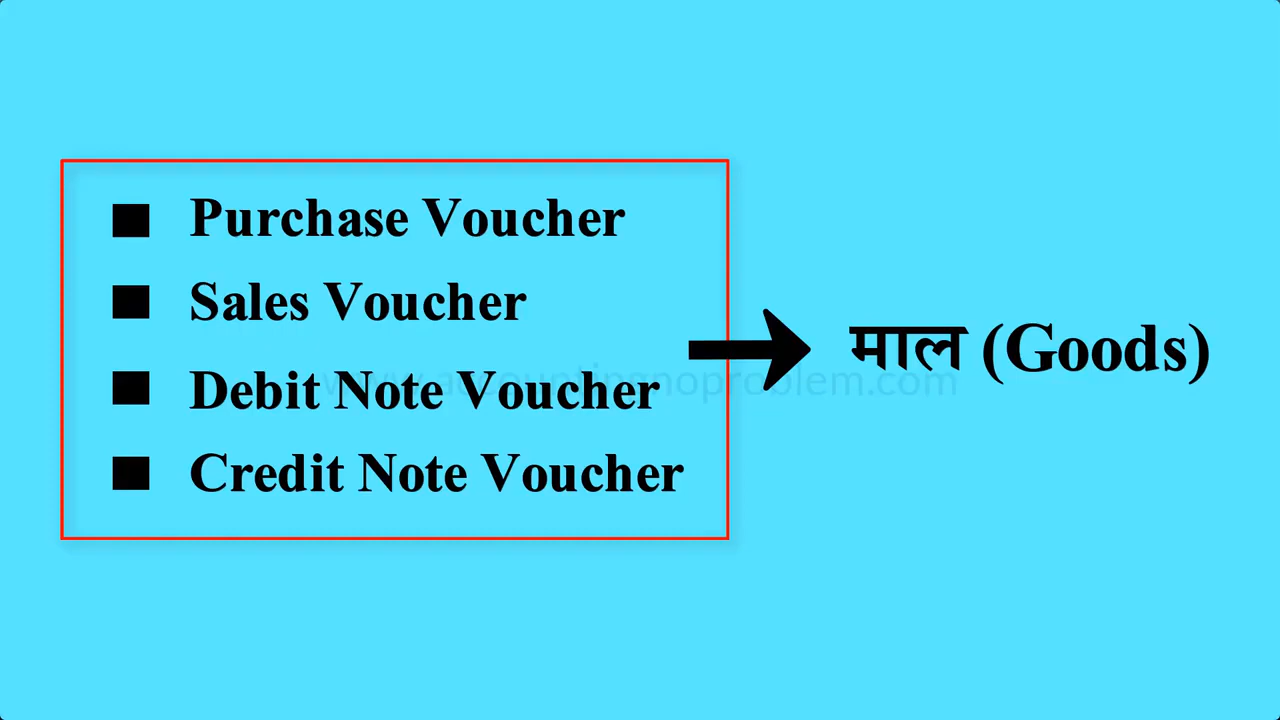 Purchase Voucher
Sales Voucher
Debit Note Voucher
Credit Note Voucher
माल (Goods)